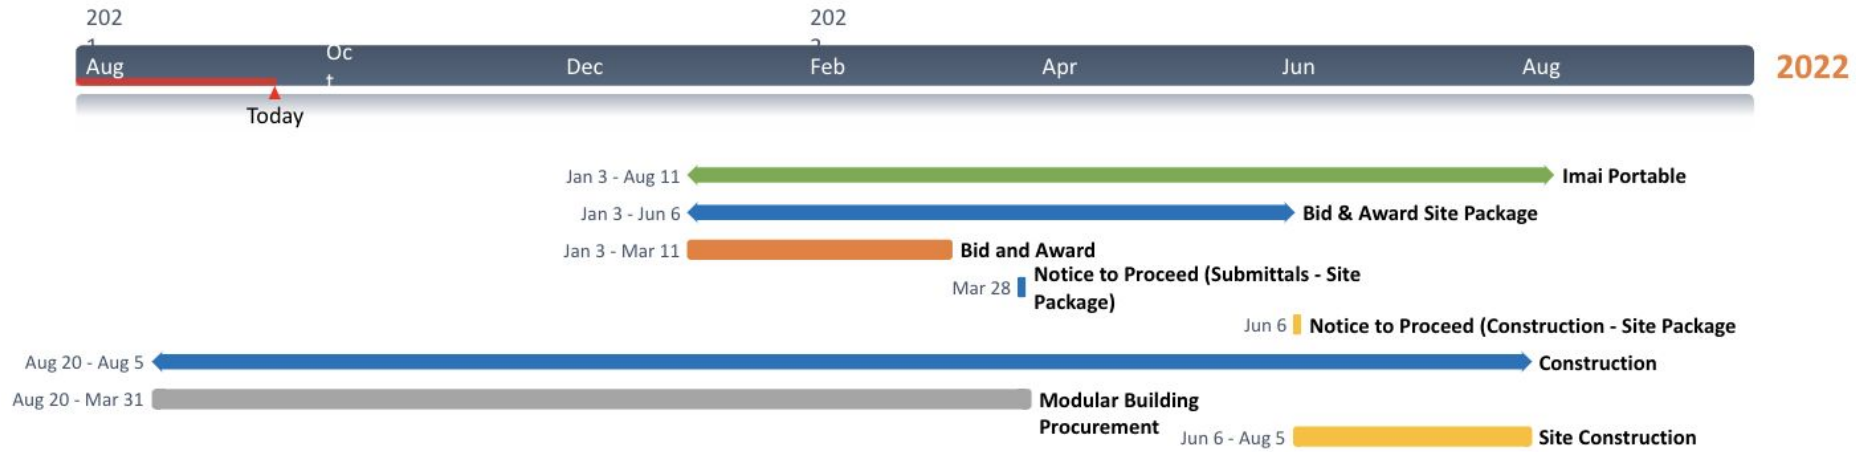 202
1
202
2
Aug
Oc
t
Dec
Feb
Apr
Jun
Aug
2022
Today
Jan 3 - Aug 11
Imai Portable
Jan 3 - Jun 6
Bid & Award Site Package
Jan 3 - Mar 11
Bid and Award
Mar 28
Notice to Proceed (Submittals - Site
Package)
Jun 6
Notice to Proceed (Construction - Site Package
Aug 20 - Aug 5
Construction
Aug 20 - Mar 31
Modular Building
Procurement
Jun 6 - Aug 5
Site Construction